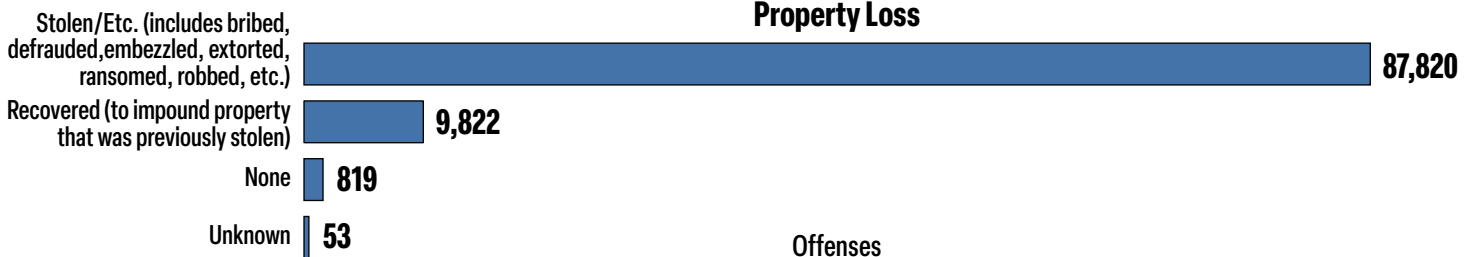 Property Loss
Stolen/Etc. (includes bribed,
defrauded,embezzled, extorted,
ransomed, robbed, etc.)
87,820
Recovered (to impound property
that was previously stolen)
9,822
None
819
Unknown
53
Offenses